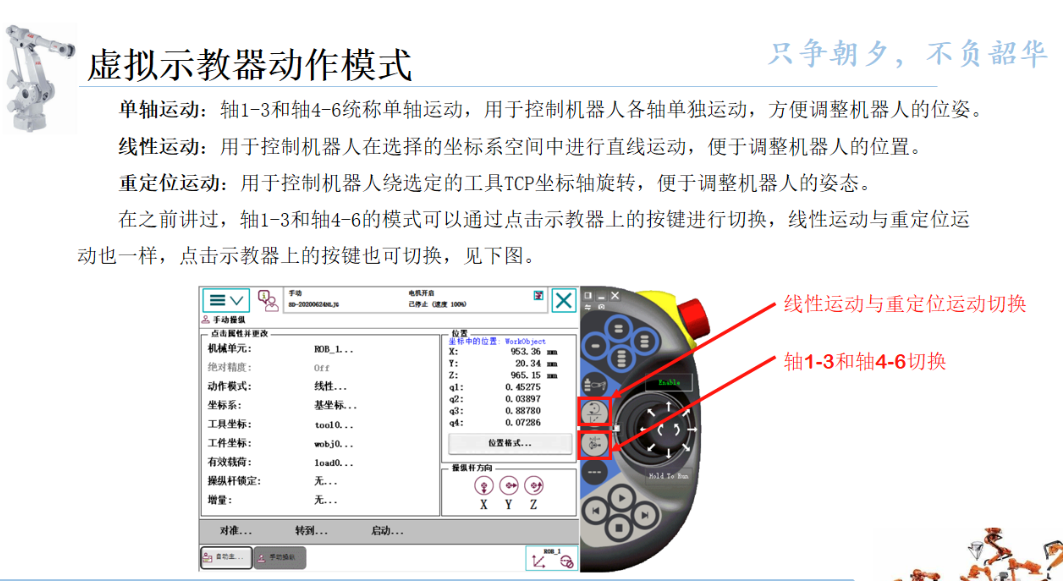 虚拟示教器动作模式
只争朝夕，不负韶华
单轴运动：轴1-3和轴4-6统称单轴运动，用于控制机器人各轴单独运动，方便调整机器人的位姿。
线性运动：用于控制机器人在选择的坐标系空间中进行直线运动，便于调整机器人的位置。
重定位运动：用于控制机器人绕选定的工具TCP坐标轴旋转，便于调整机器人的姿态。
在之前讲过，轴1-3和轴4-6的模式可以通过点击示教器上的按键进行切换，线性运动与重定位运
动也一样，点击示教器上的按键也可切换，见下图。
手动
电机开启
已停止（速度 100%）
手动操纵
点击属性并更改
机械单元： ROB_1...
绝对精度： Off
动作模式： 线性...
坐标系： 基坐标...
工具坐标： tool0...
工件坐标： wobj0...
有效载荷： load0...
操纵杆锁定： 无...
增量： 无...
位置
坐标中的位置： WorkObject
X: 953.36 mm
Y: 20.34 mm
Z: 965.15 mm
q1: 0.45275
q2: 0.03897
q3: 0.88780
q4: 0.07286
位置格式...
操纵杆方向
X Y Z
对准... 转到... 启动...
自动生...
手动操纵
ROB_1
Enable
Hold To Run
线性运动与重定位运动切换
轴1-3和轴4-6切换